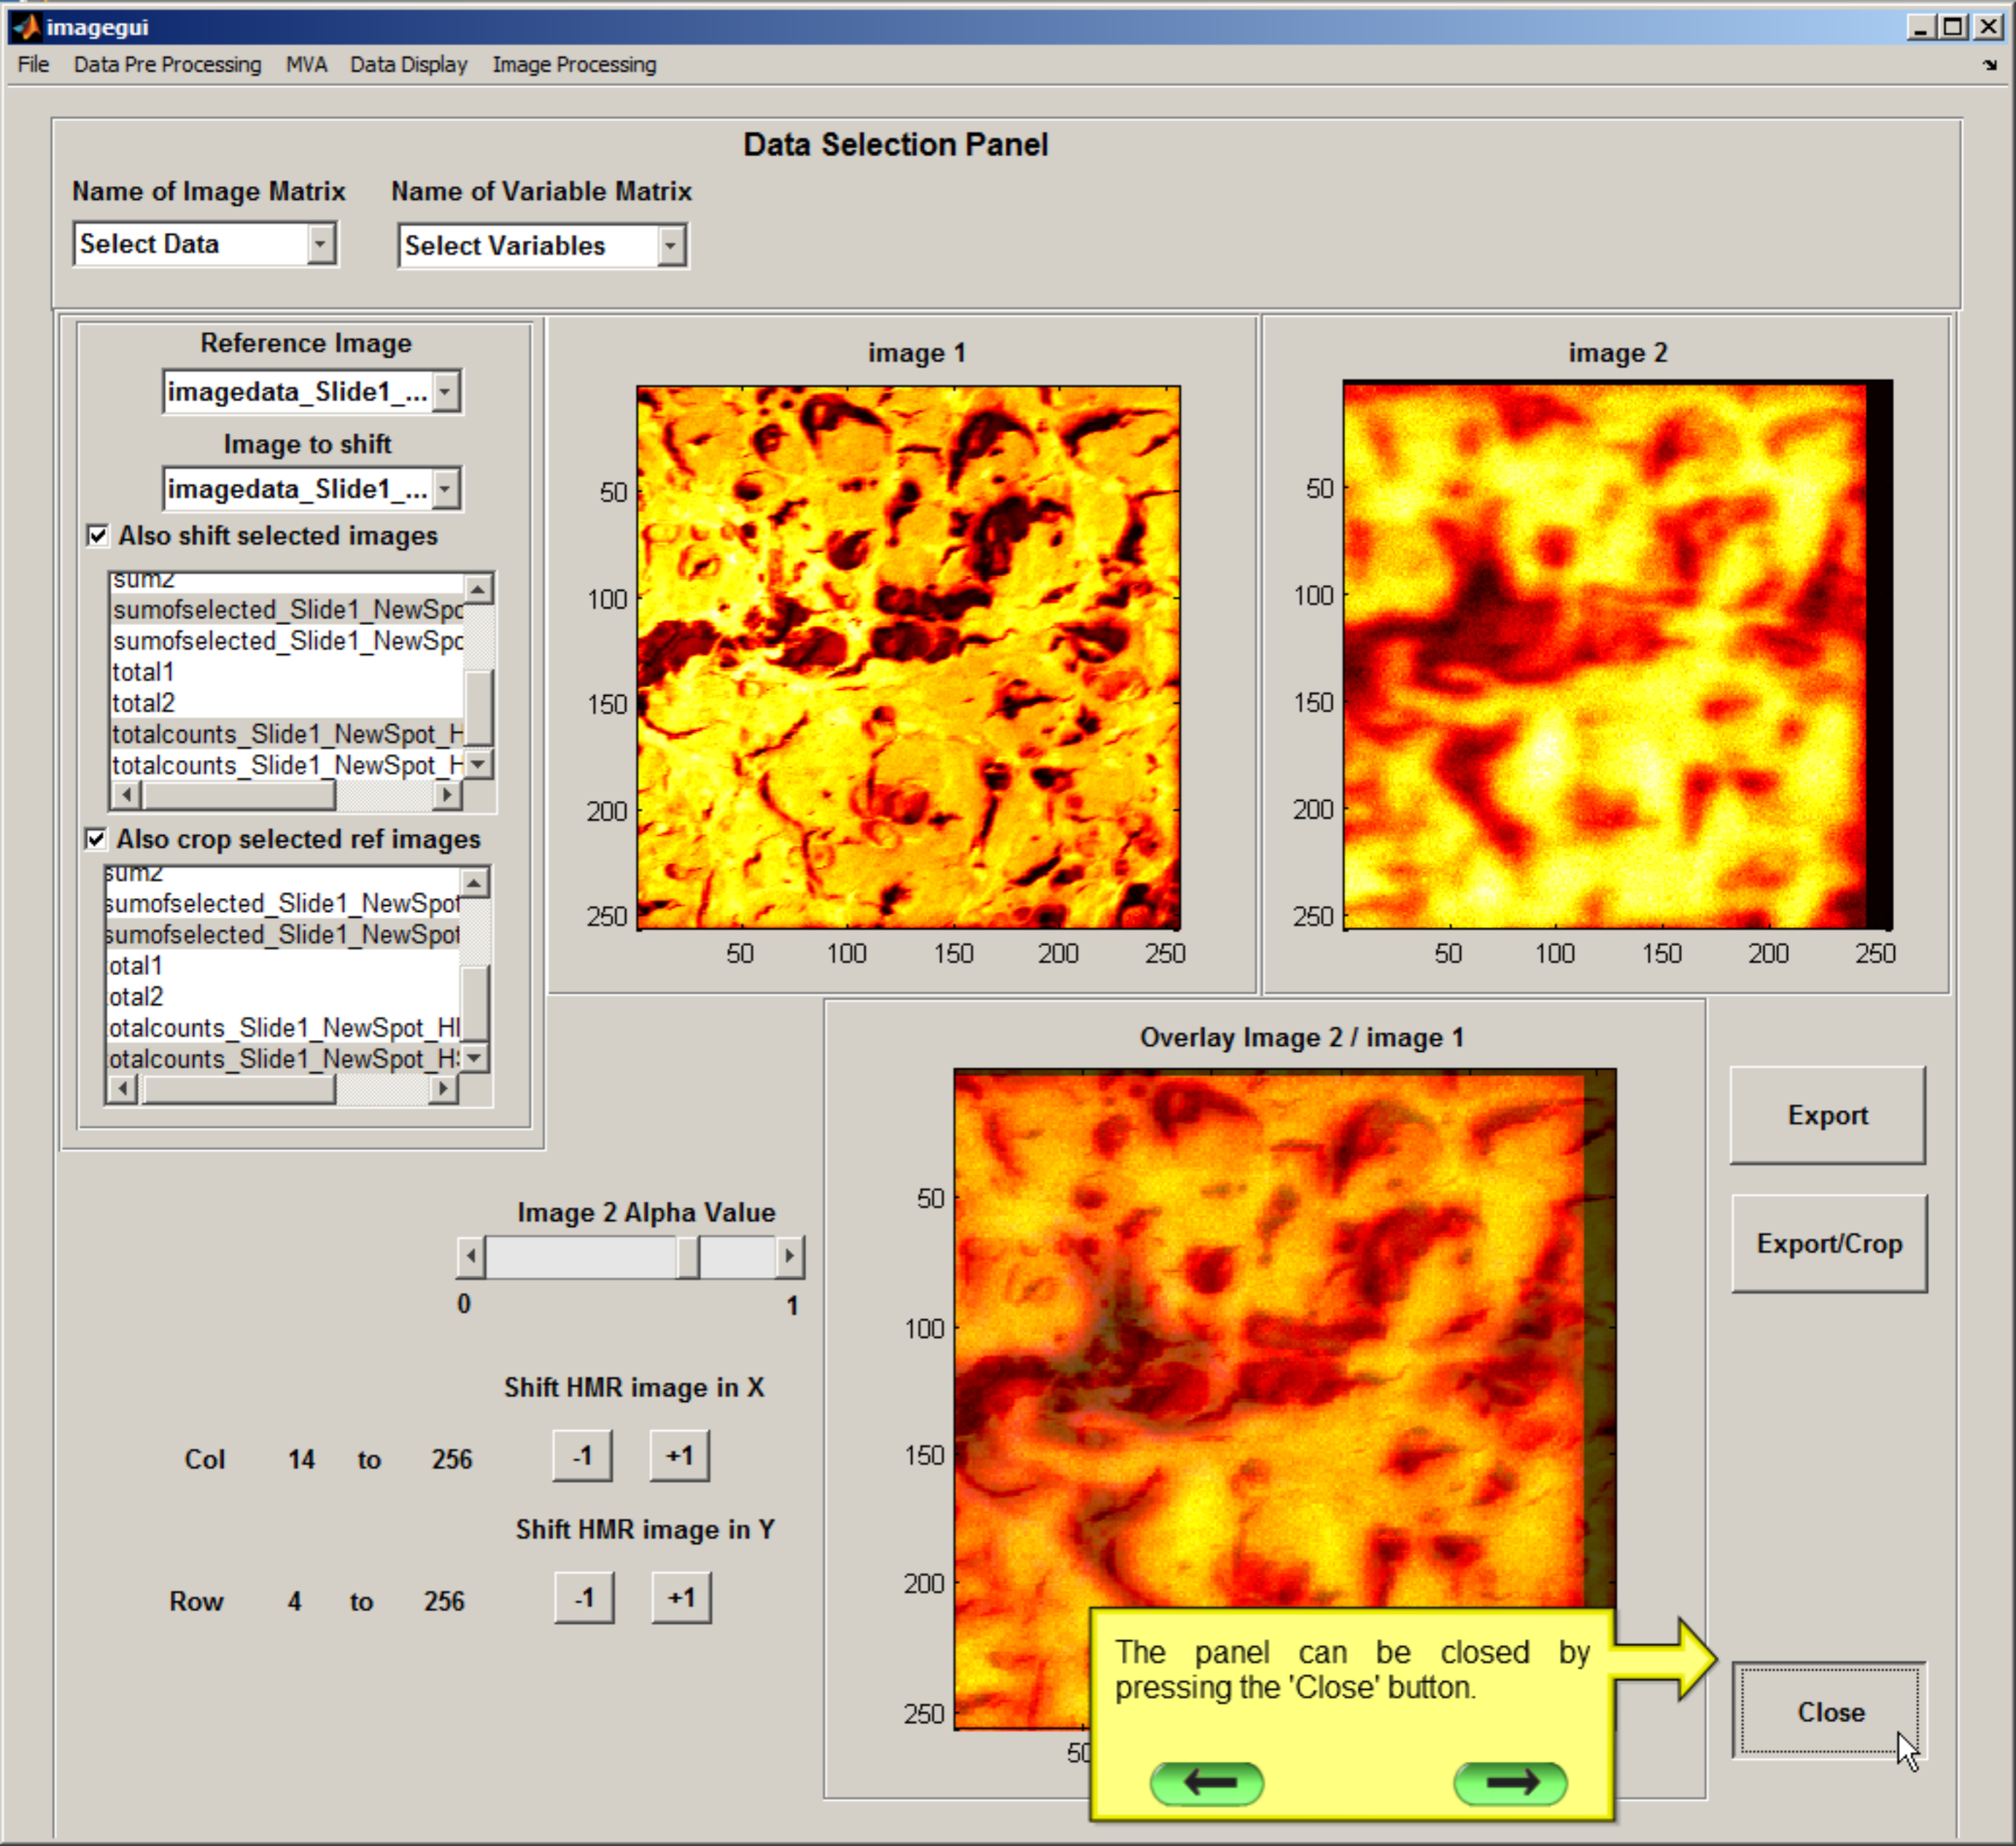 imagegui
File Data Pre Processing MVA Data Display Image Processing
Data Selection Panel
Name of Image Matrix Name of Variable Matrix
Select Data Select Variables
Reference Image
imagedata_Slide1_...
Image to shift
imagedata_Slide1_...
Also shift selected images
sum2
sumofselected_Slide1_NewSpo
sumofselected_Slide1_NewSpo
total1
total2
totalcounts_Slide1_NewSpot_H
totalcounts_Slide1_NewSpot_H
Also crop selected ref images
sum2
sumofselected_Slide1_NewSpot
sumofselected_Slide1_NewSpot
otal1
otal2
otalcounts_Slide1_NewSpot_HI
otalcounts_Slide1_NewSpot_H
image 1
50
100
150
200
250
50 100 150 200 250
image 2
50
100
150
200
250
50 100 150 200 250
Overlay Image 2 / image 1
50
100
150
200
250
50
Export
Export/Crop
Image 2 Alpha Value
0 1
Shift HMR image in X
Col 14 to 256 -1 +1
Shift HMR image in Y
Row 4 to 256 -1 +1
The panel can be closed by
pressing the 'Close' button.
Close